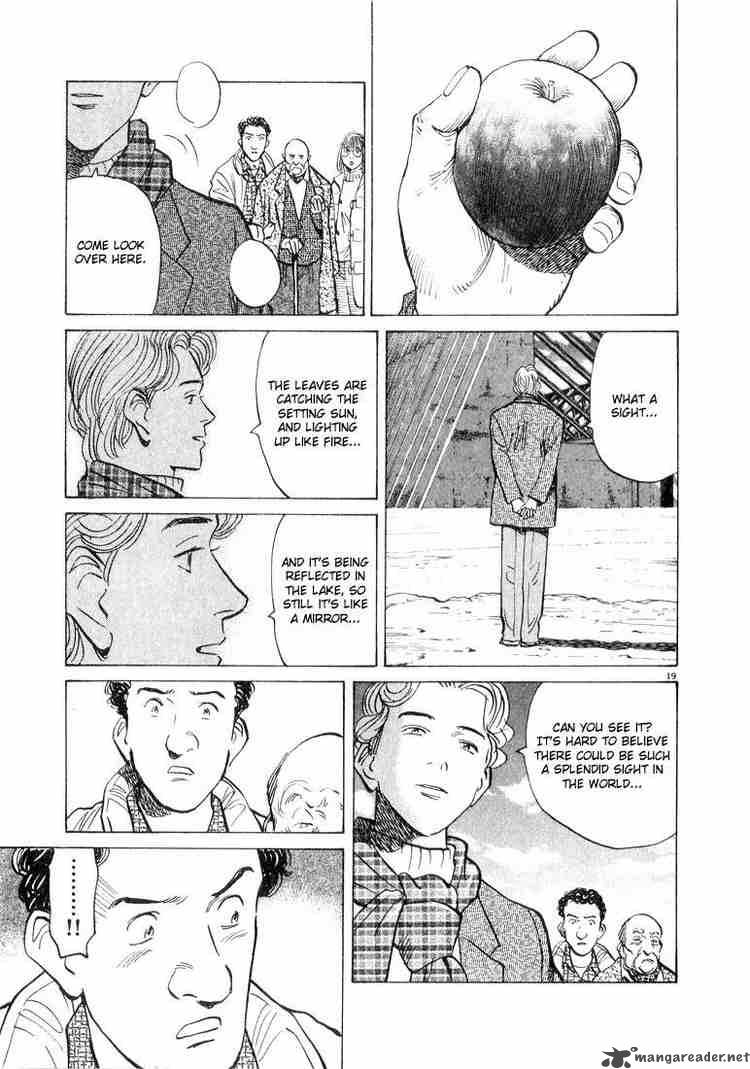 COME LOOK
OVER HERE.
WHAT A
SIGHT...
THE LEAVES ARE
CATCHING THE
SETTING SUN,
AND LIGHTING
UP LIKE FIRE...
AND IT'S BEING
REFLECTED IN
THE LAKE, SO
STILL IT'S LIKE
A MIRROR...
19
CAN YOU SEE IT?
IT'S HARD TO BELIEVE
THERE COULD BE SUCH
A SPLENDID SIGHT IN
THE WORLD...
........!!
mangareader.net